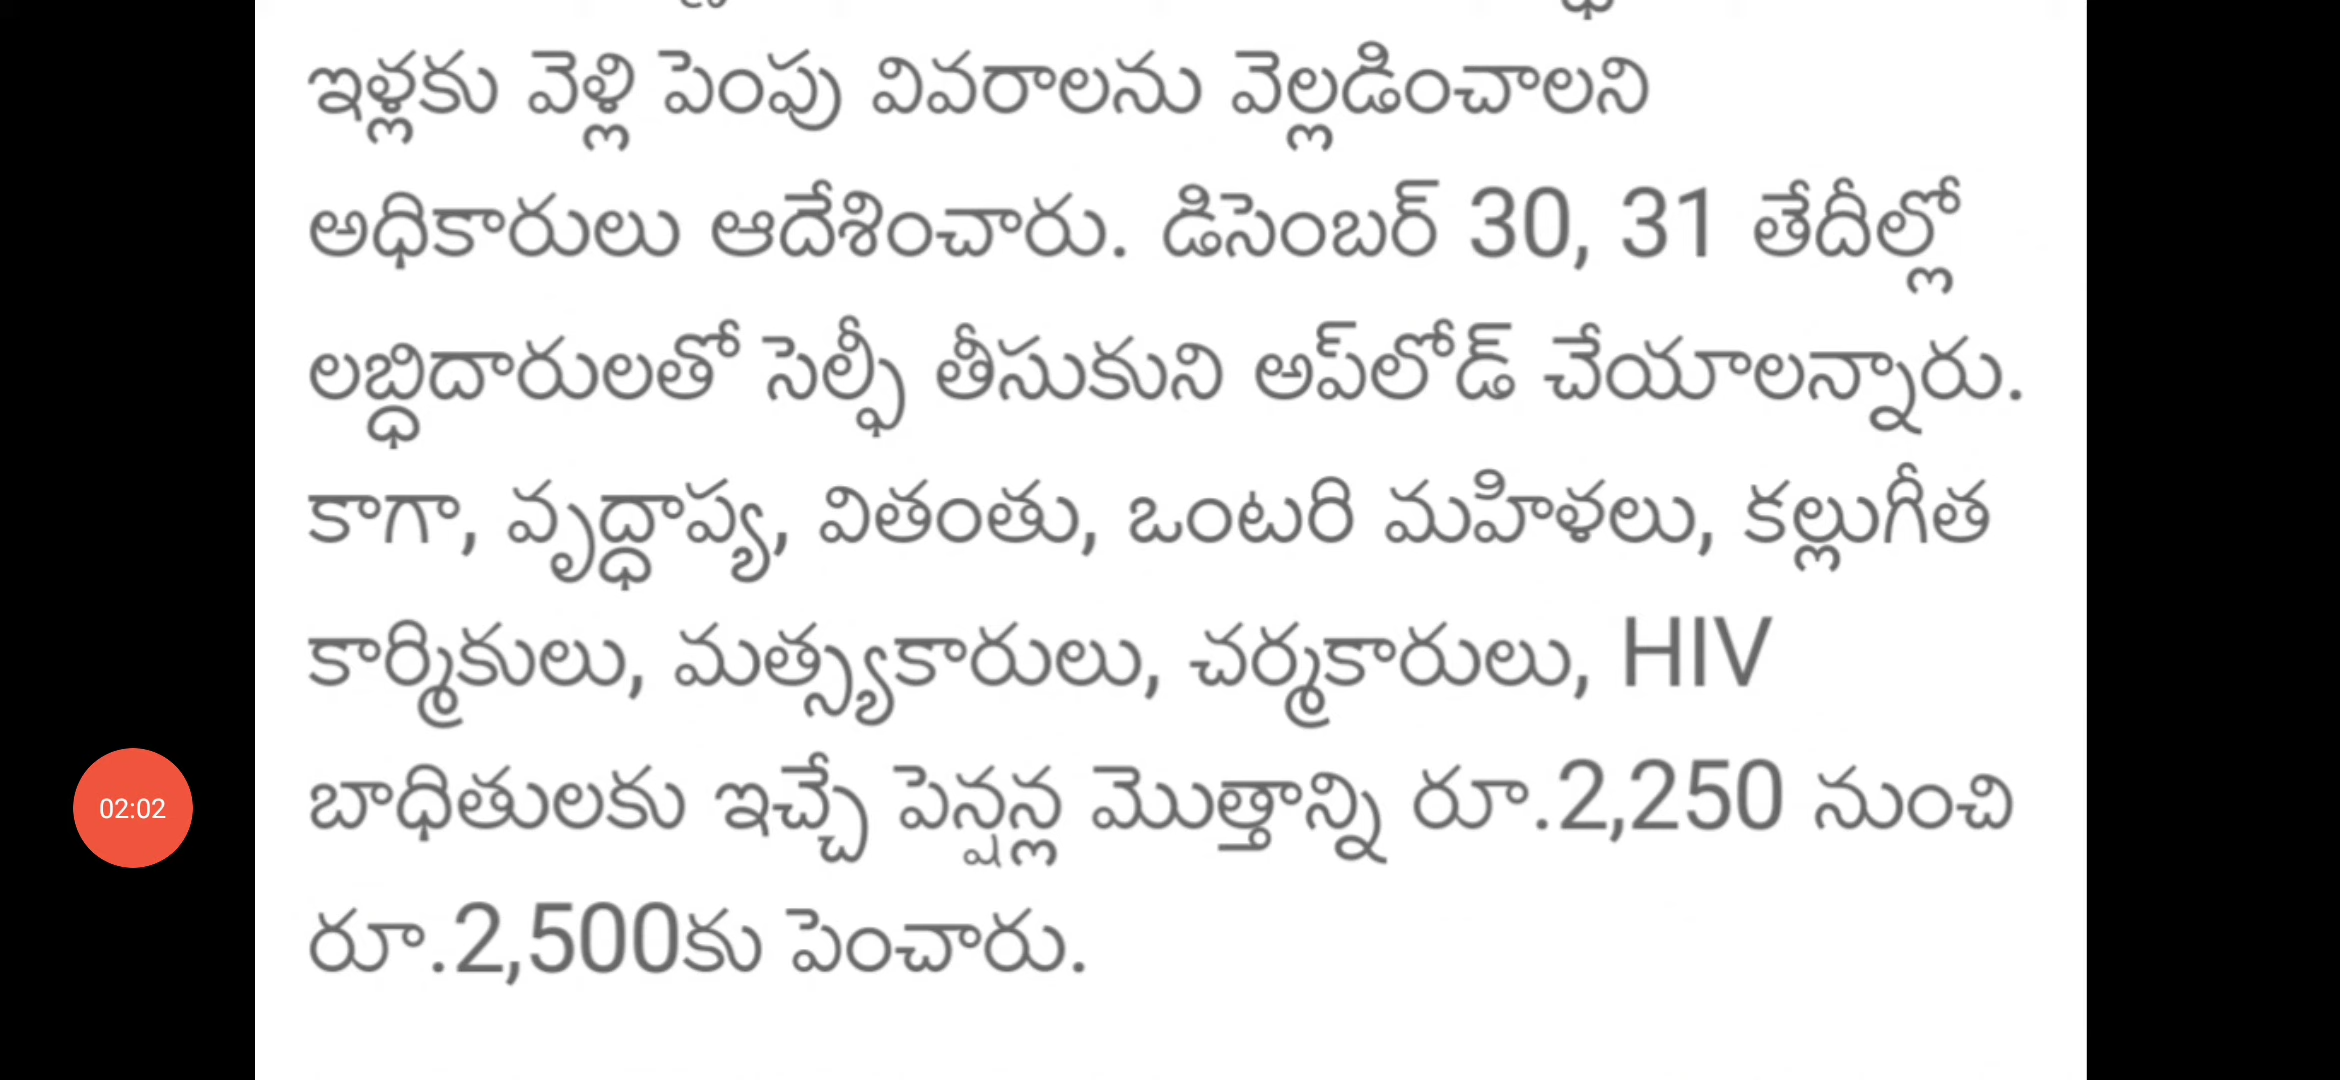 ఇళ్లకు వెళ్లి పెంపు వివరాలను వెల్లడించాలని
అధికారులు ఆదేశించారు. డిసెంబర్ 30, 31 తేదీల్లో
లబ్ధిదారులతో సెల్ఫీ తీసుకుని అప్‌లోడ్ చేయాలన్నారు.
కాగా, వృద్ధాప్య, వితంతు, ఒంటరి మహిళలు, కల్లుగీత
కార్మికులు, మత్స్యకారులు, చర్మకారులు, HIV
బాధితులకు ఇచ్చే పెన్షన్ల మొత్తాన్ని రూ.2,250 నుంచి
రూ.2,500కు పెంచారు.
02:02